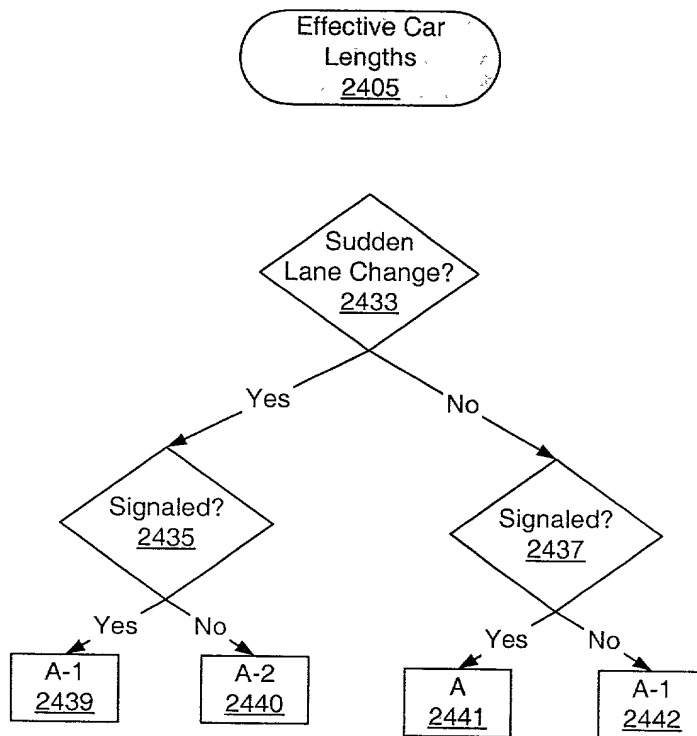 Effective Car
Lengths
2405
Sudden
Lane Change?
2433
Yes
No
Signaled?
2435
Signaled?
2437
Yes
No
Yes
No
A-1
2439
A-2
2440
A
2441
A-1
2442